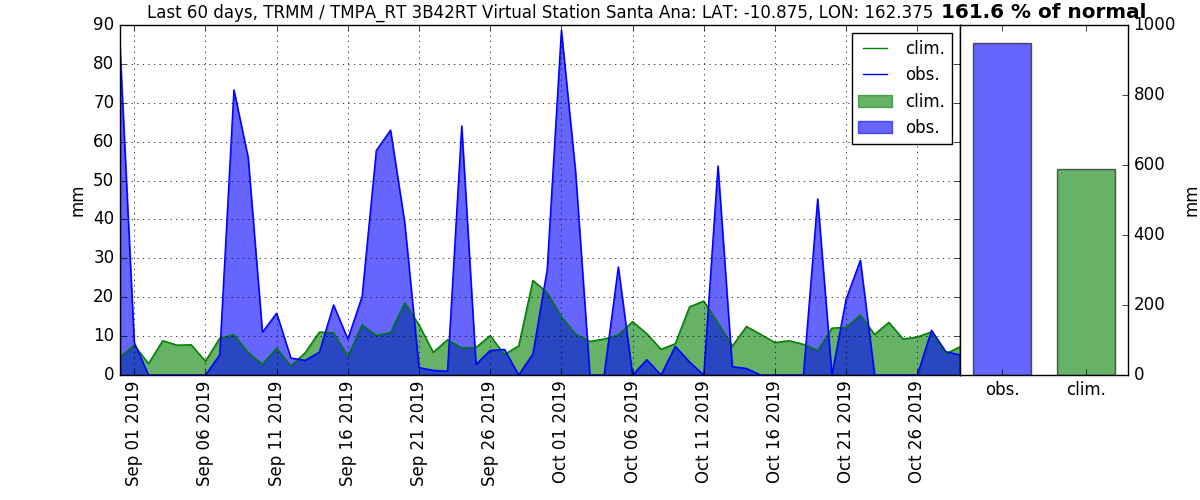 Last 60 days, TRMM / TMPA_RT 3B42RT Virtual Station Santa Ana: LAT: -10.875, LON: 162.375
161.6 % of normal
90
80
70
60
50
40
30
20
10
0
mm
clim.
obs.
clim.
obs.
Sep 01 2019
Sep 06 2019
Sep 11 2019
Sep 16 2019
Sep 21 2019
Sep 26 2019
Oct 01 2019
Oct 06 2019
Oct 11 2019
Oct 16 2019
Oct 21 2019
Oct 26 2019
1000
800
600
400
200
0
mm
obs.
clim.